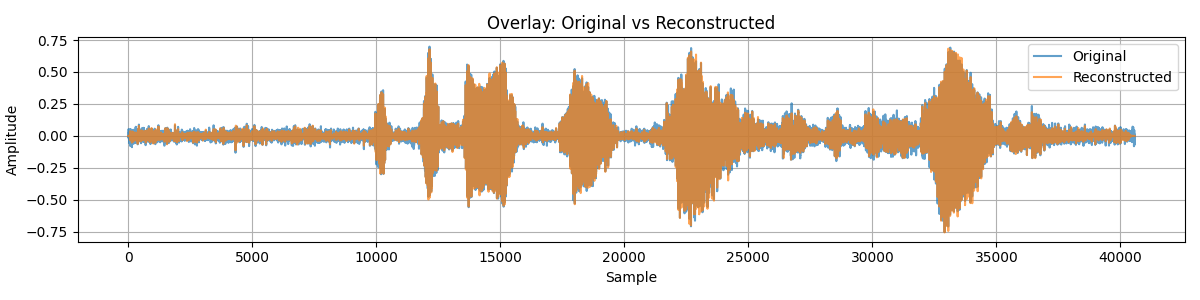 Overlay: Original vs Reconstructed
Amplitude
0.75
0.50
0.25
0.00
−0.25
−0.50
−0.75
Original
Reconstructed
0 5000 10000 15000 20000 25000 30000 35000 40000
Sample